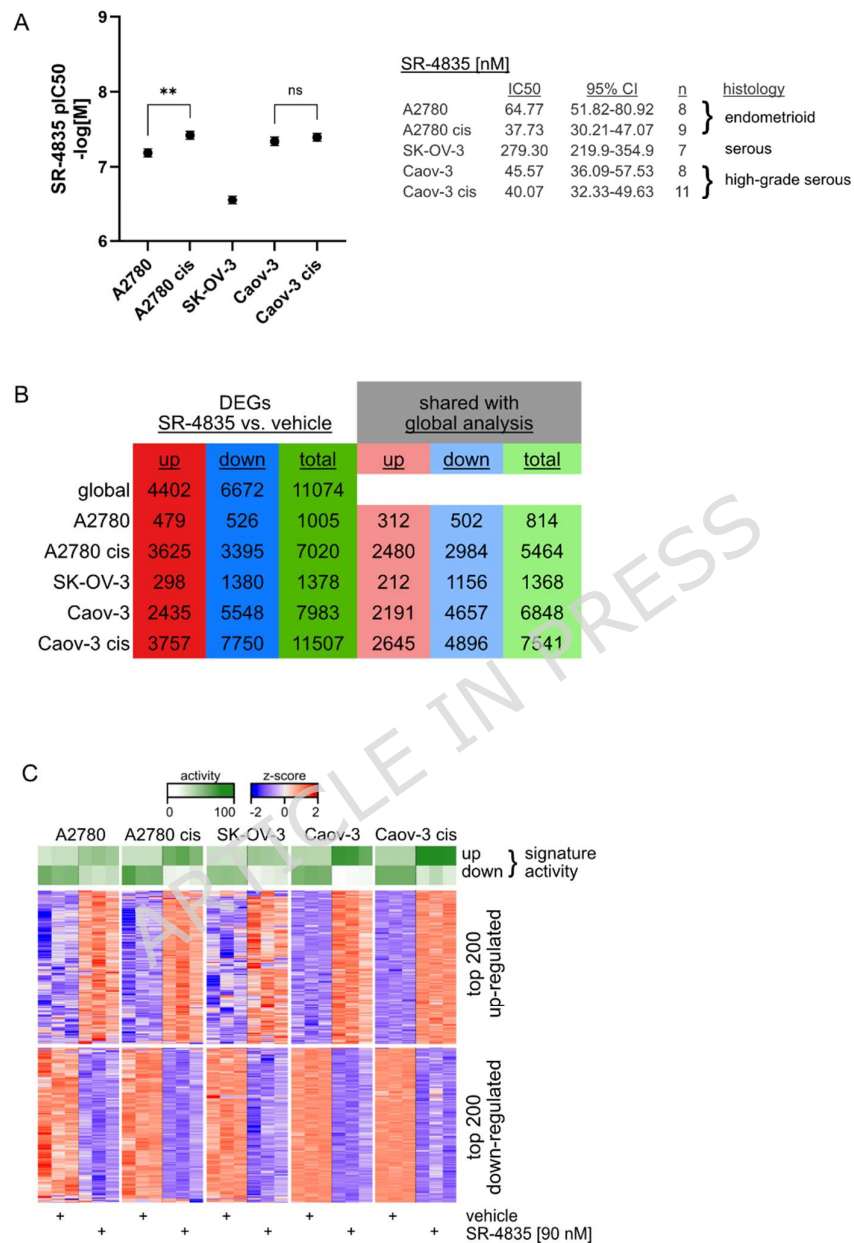 A
9
8
7
6
SR-4835 pIC50
-log[M]
**
ns
A2780
A2780 cis
SK-OV-3
Caov-3
Caov-3 cis
SR-4835 [nM]
IC50 95% CI n histology
A2780 64.77 51.82-80.92 8
} endometrioid
A2780 cis 37.73 30.21-47.07 9
SK-OV-3 279.30 219.9-354.9 7 serous
Caov-3 45.57 36.09-57.53 8
} high-grade serous
Caov-3 cis 40.07 32.33-49.63 11
B
DEGs
SR-4835 vs. vehicle
shared with
global analysis
up down total up down total
global 4402 6672 11074
A2780 479 526 1005 312 502 814
A2780 cis 3625 3395 7020 2480 2984 5464
SK-OV-3 298 1380 1378 212 1156 1368
Caov-3 2435 5548 7983 2191 4657 6848
Caov-3 cis 3757 7750 11507 2645 4896 7541
ARTICLE IN PRESS
C
activity z-score
0 100 -2 0 2
A2780 A2780 cis SK-OV-3 Caov-3 Caov-3 cis
up
down
} signature
activity
top 200
up-regulated
top 200
down-regulated
+ + + + + vehicle
+ + + + + SR-4835 [90 nM]